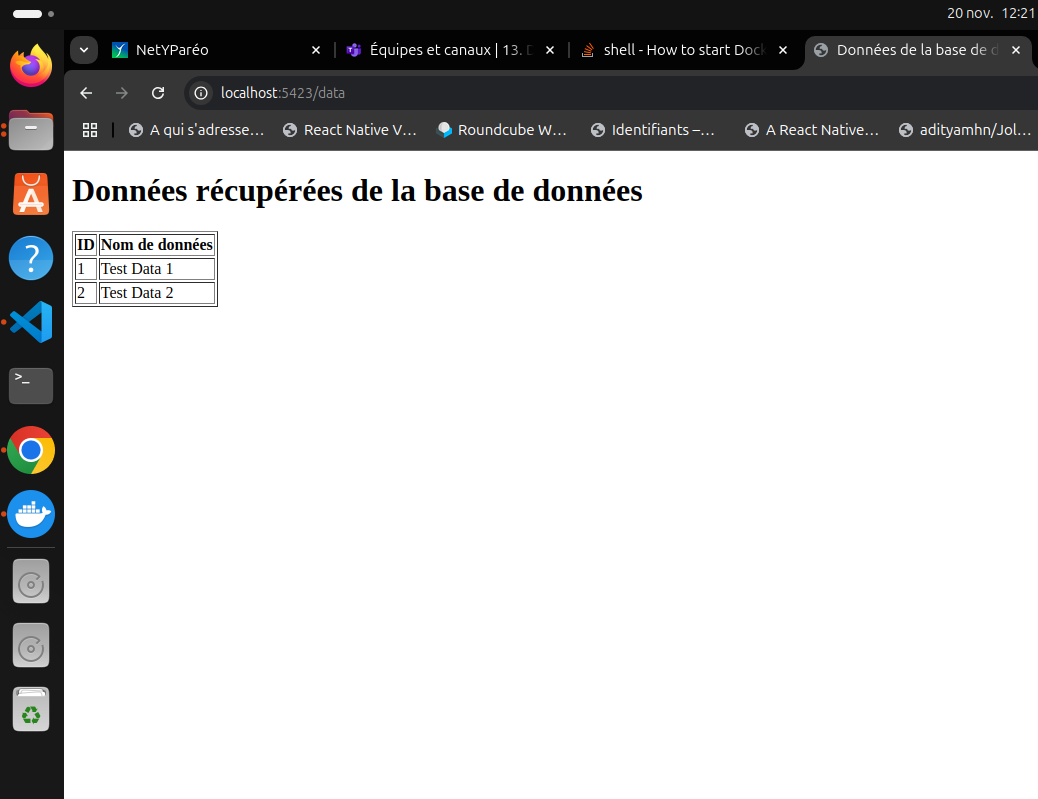 20 nov. 12:21
NetYParéo
Équipes et canaux | 13.
shell - How to start Dock
Données de la base de d
localhost:5423/data
A qui s'adresse…
React Native V…
Roundcube W…
Identifiants –…
A React Native…
adityamhn/Jol…
Données récupérées de la base de données
ID Nom de données
1 Test Data 1
2 Test Data 2